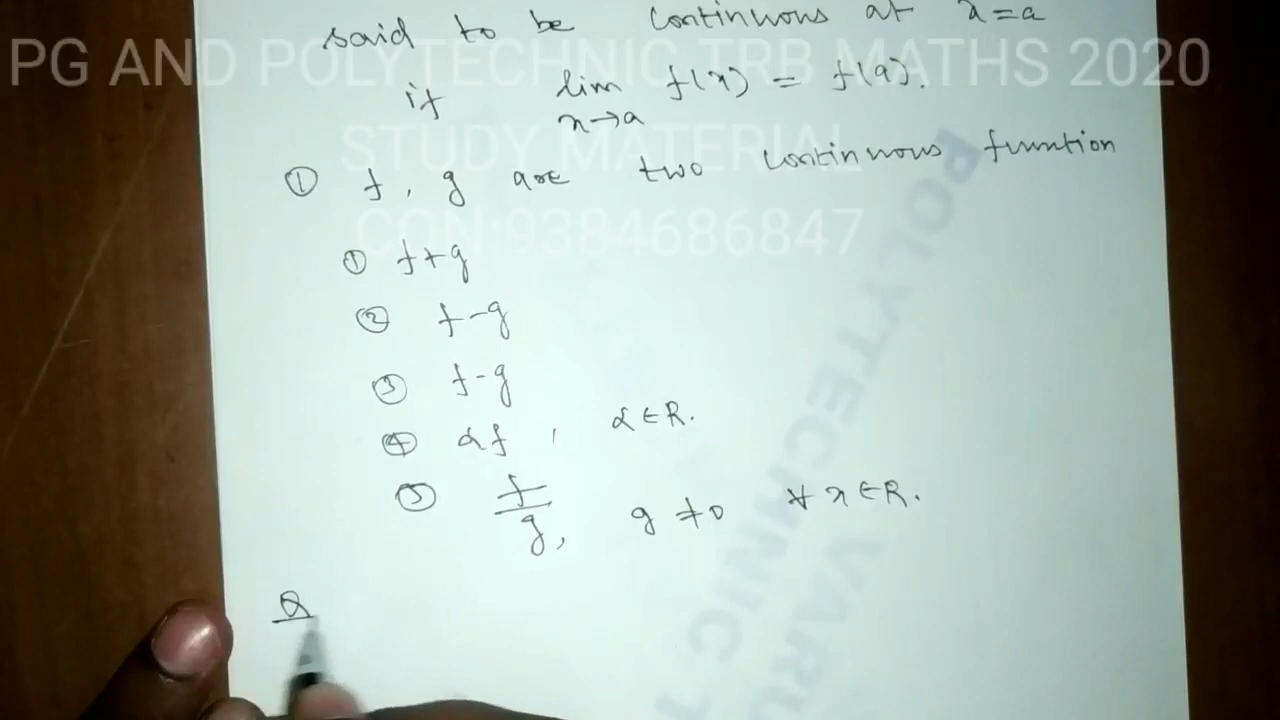 said to be continuous at x=a
PG AND POLYTECHNIC TRB MATHS 2020
if lim f(x) = f(a).
x→a
STUDY MATERIAL
① f, g are two continuous function
CON:9384686847
① f+g
② f-g
③ f-g
④ αf, α∈R.
⑤ f/g, g≠0 ∀ x∈R.
Q
POLYTECHNIC